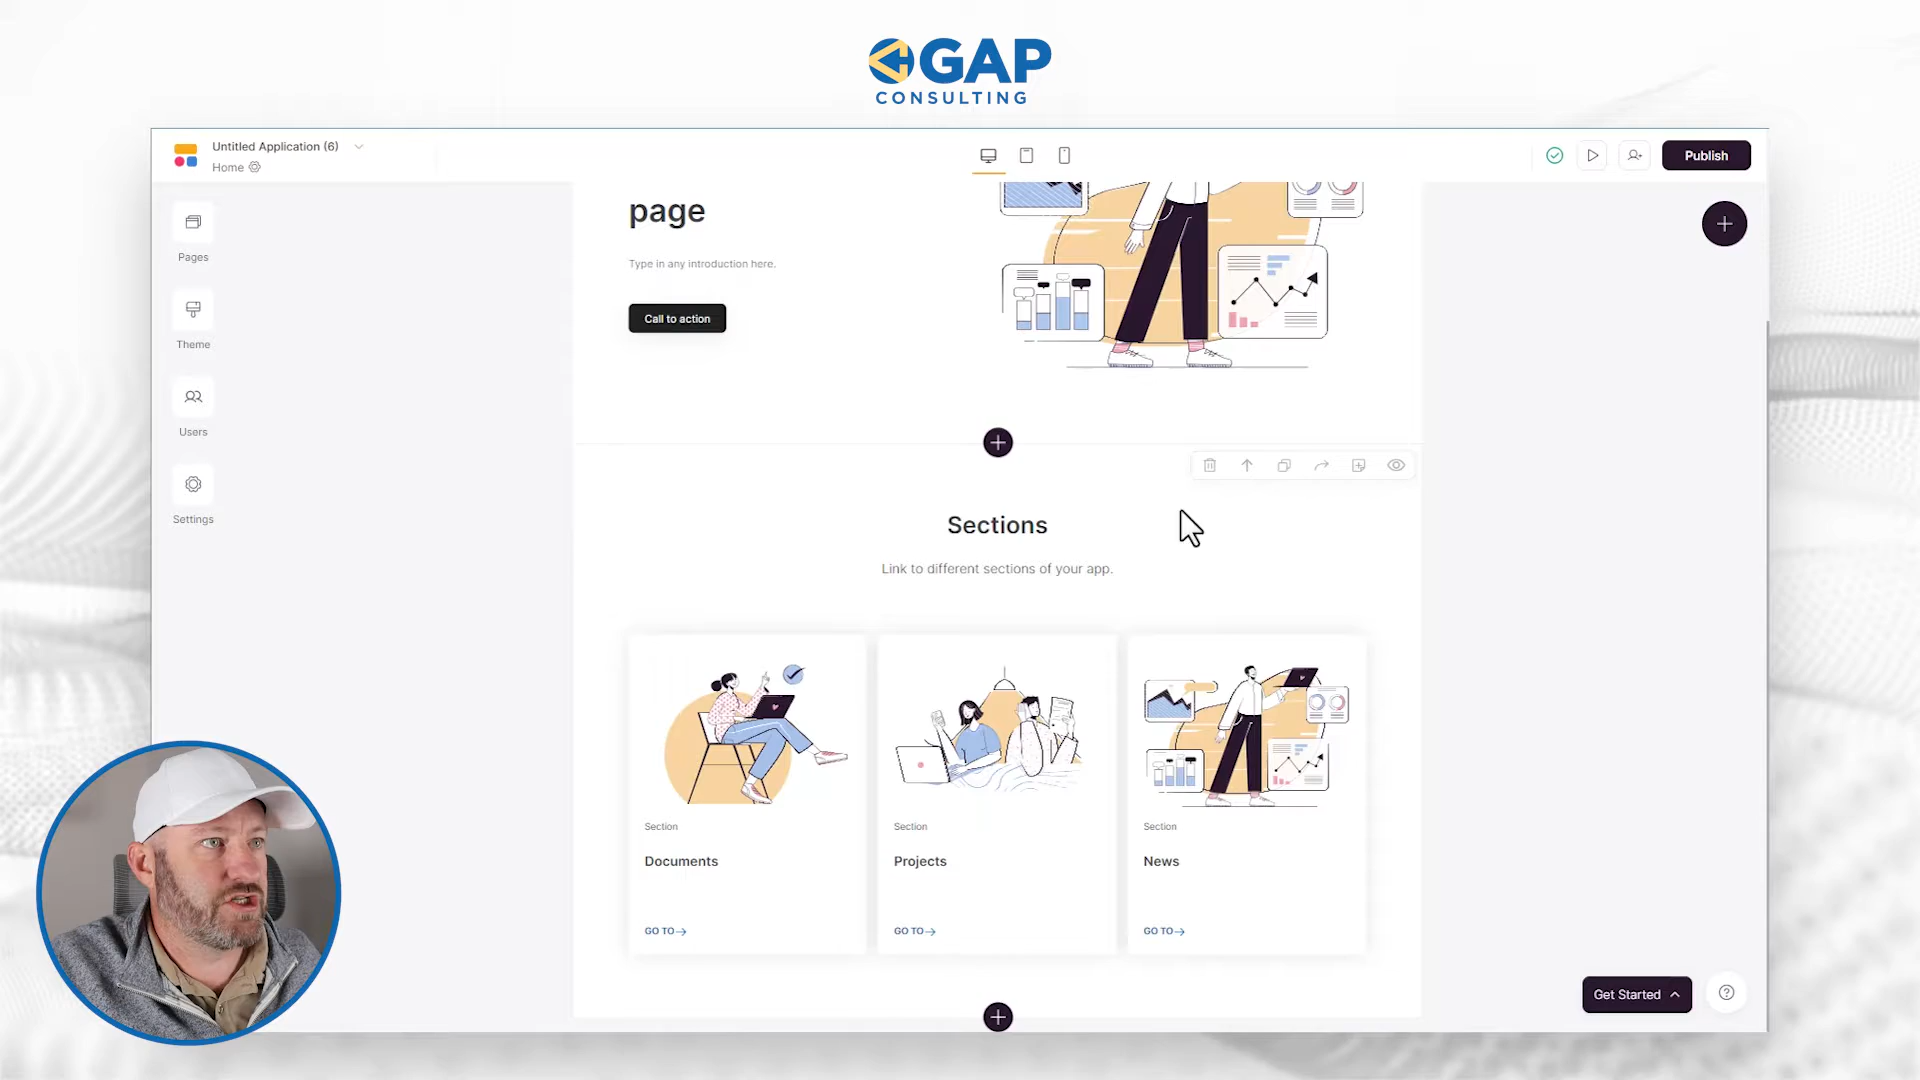 GAP
CONSULTING
Untitled Application (6)
Home
Publish
Pages
Theme
Users
Settings
page
Type in any introduction here.
Call to action
Sections
Link to different sections of your app.
Section
Documents
GO TO
Section
Projects
GO TO
Section
News
GO TO
Get Started